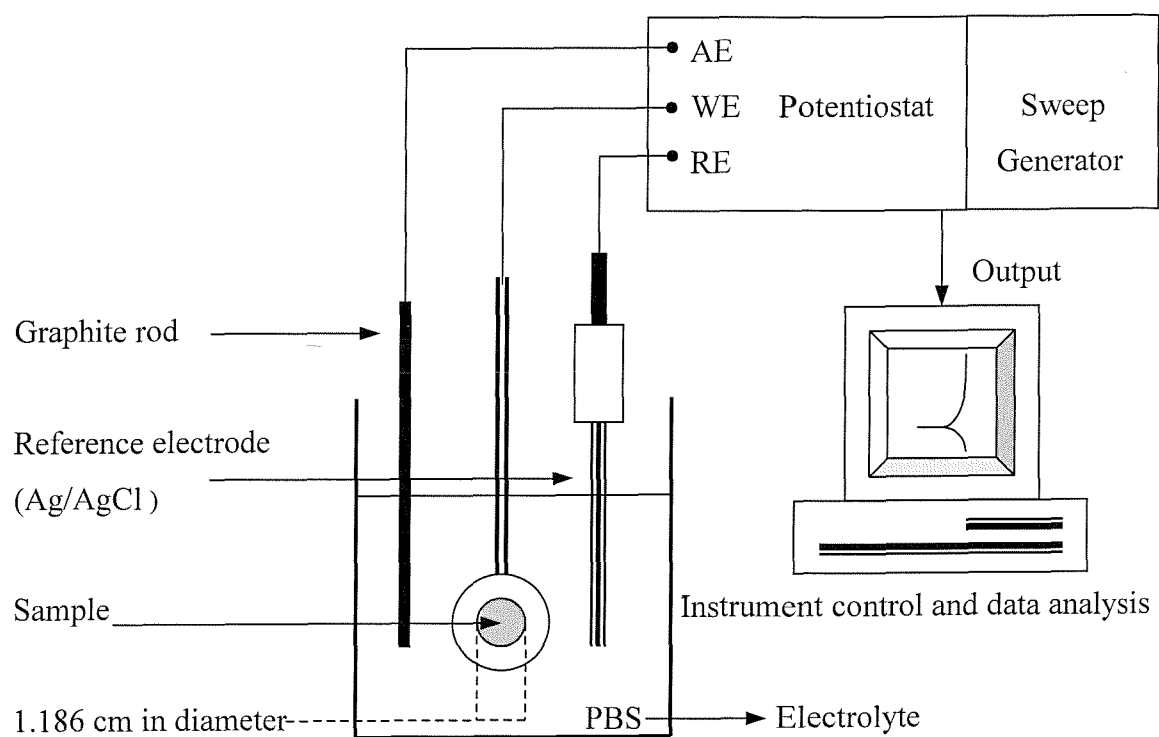 AE
WE
RE
Potentiostat
Sweep
Generator
Output
Graphite rod
Reference electrode
(Ag/AgCl )
Sample
Instrument control and data analysis
1.186 cm in diameter
PBS
Electrolyte